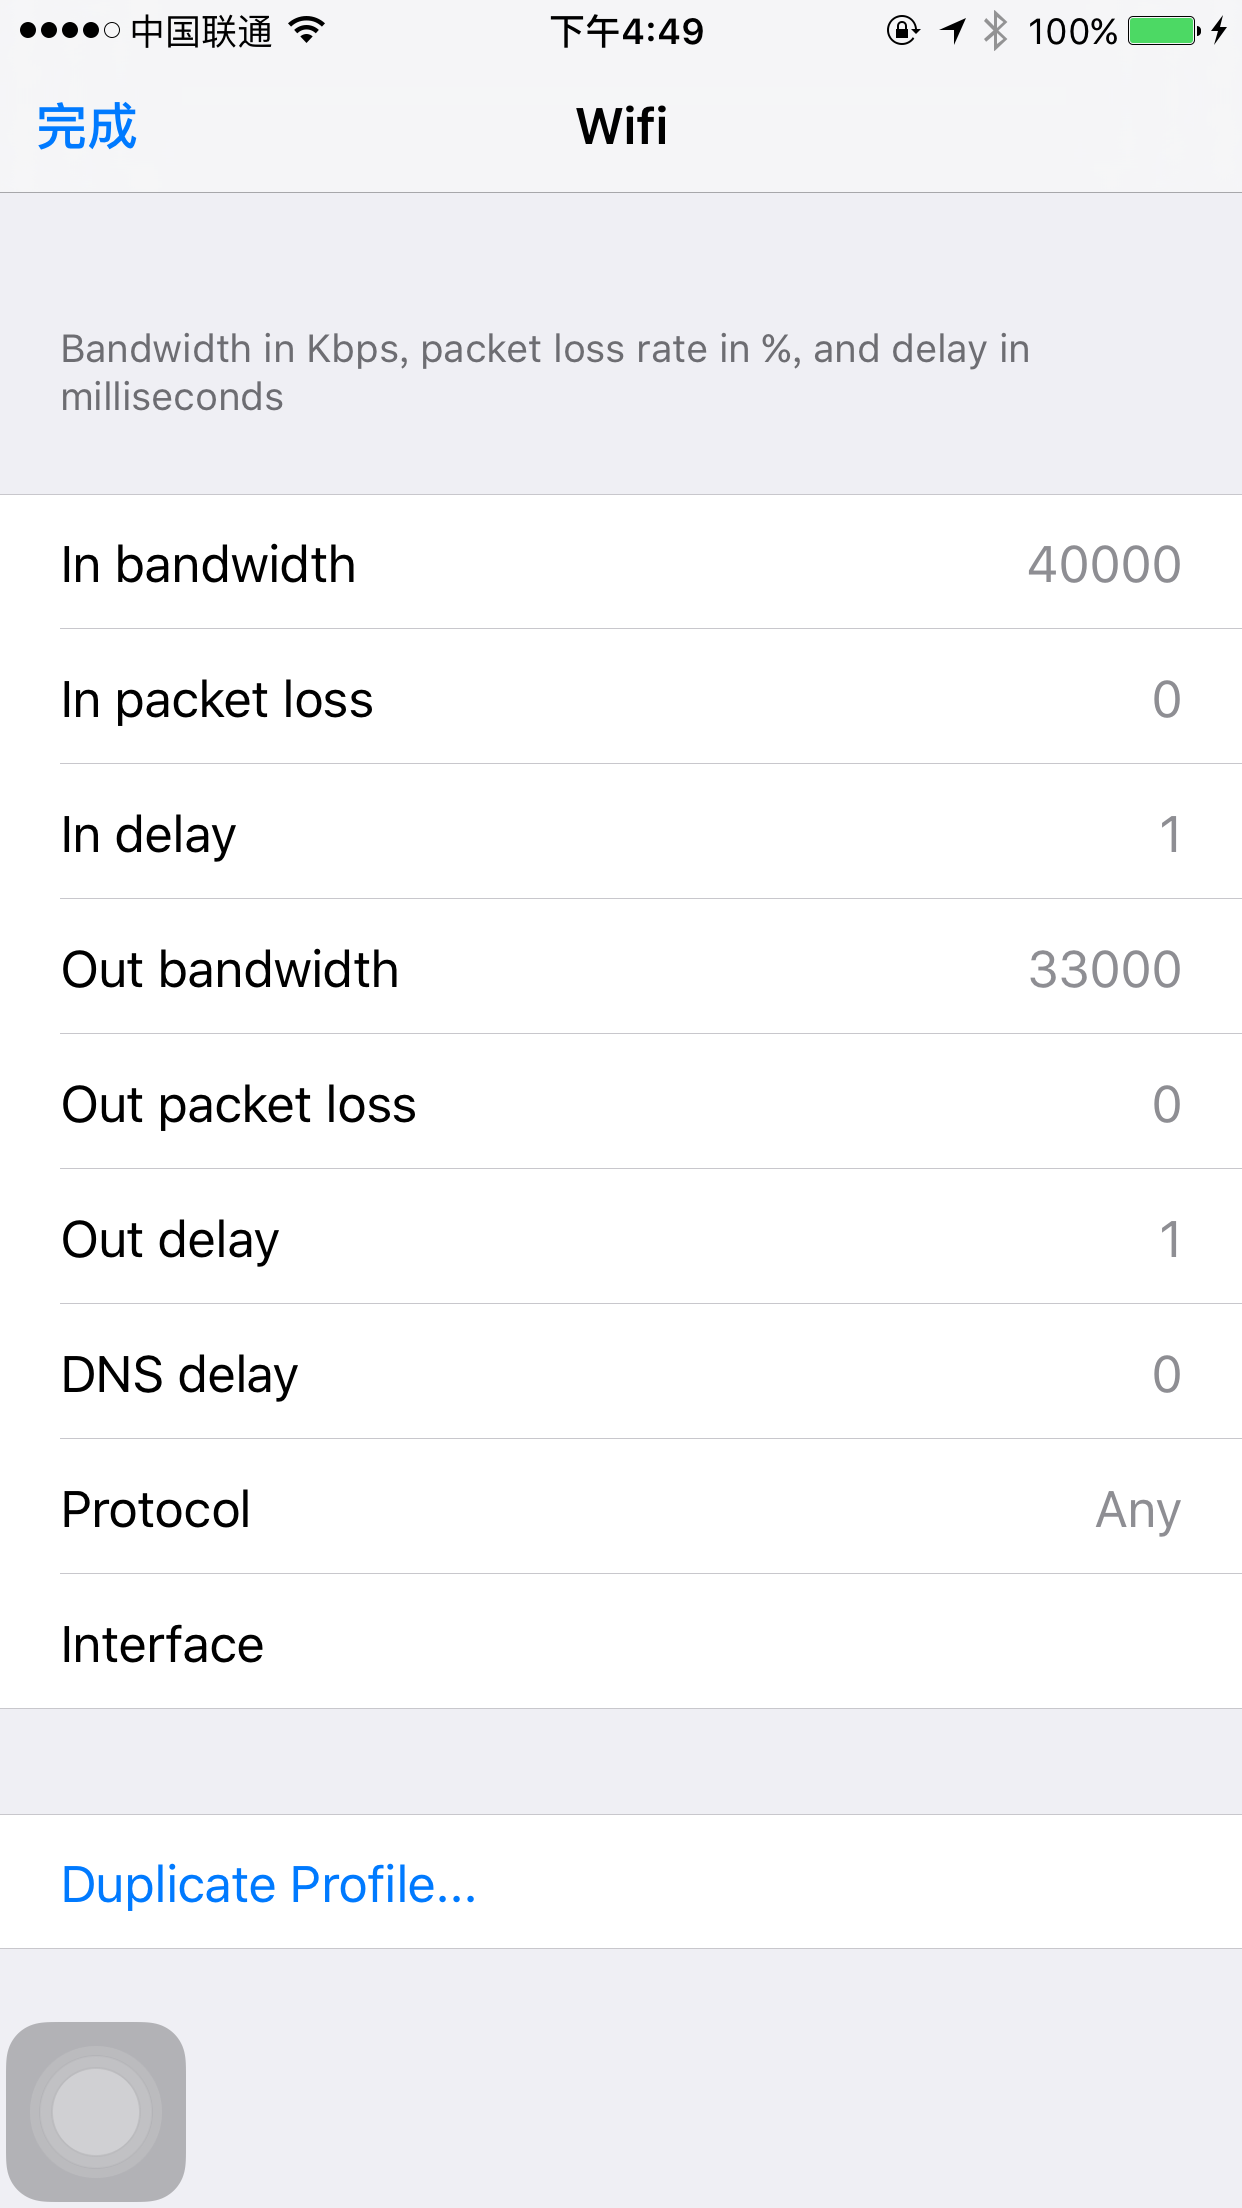 中国联通 下午4:49 100%
完成 Wifi
Bandwidth in Kbps, packet loss rate in %, and delay in
milliseconds
In bandwidth 40000
In packet loss 0
In delay 1
Out bandwidth 33000
Out packet loss 0
Out delay 1
DNS delay 0
Protocol Any
Interface
Duplicate Profile...